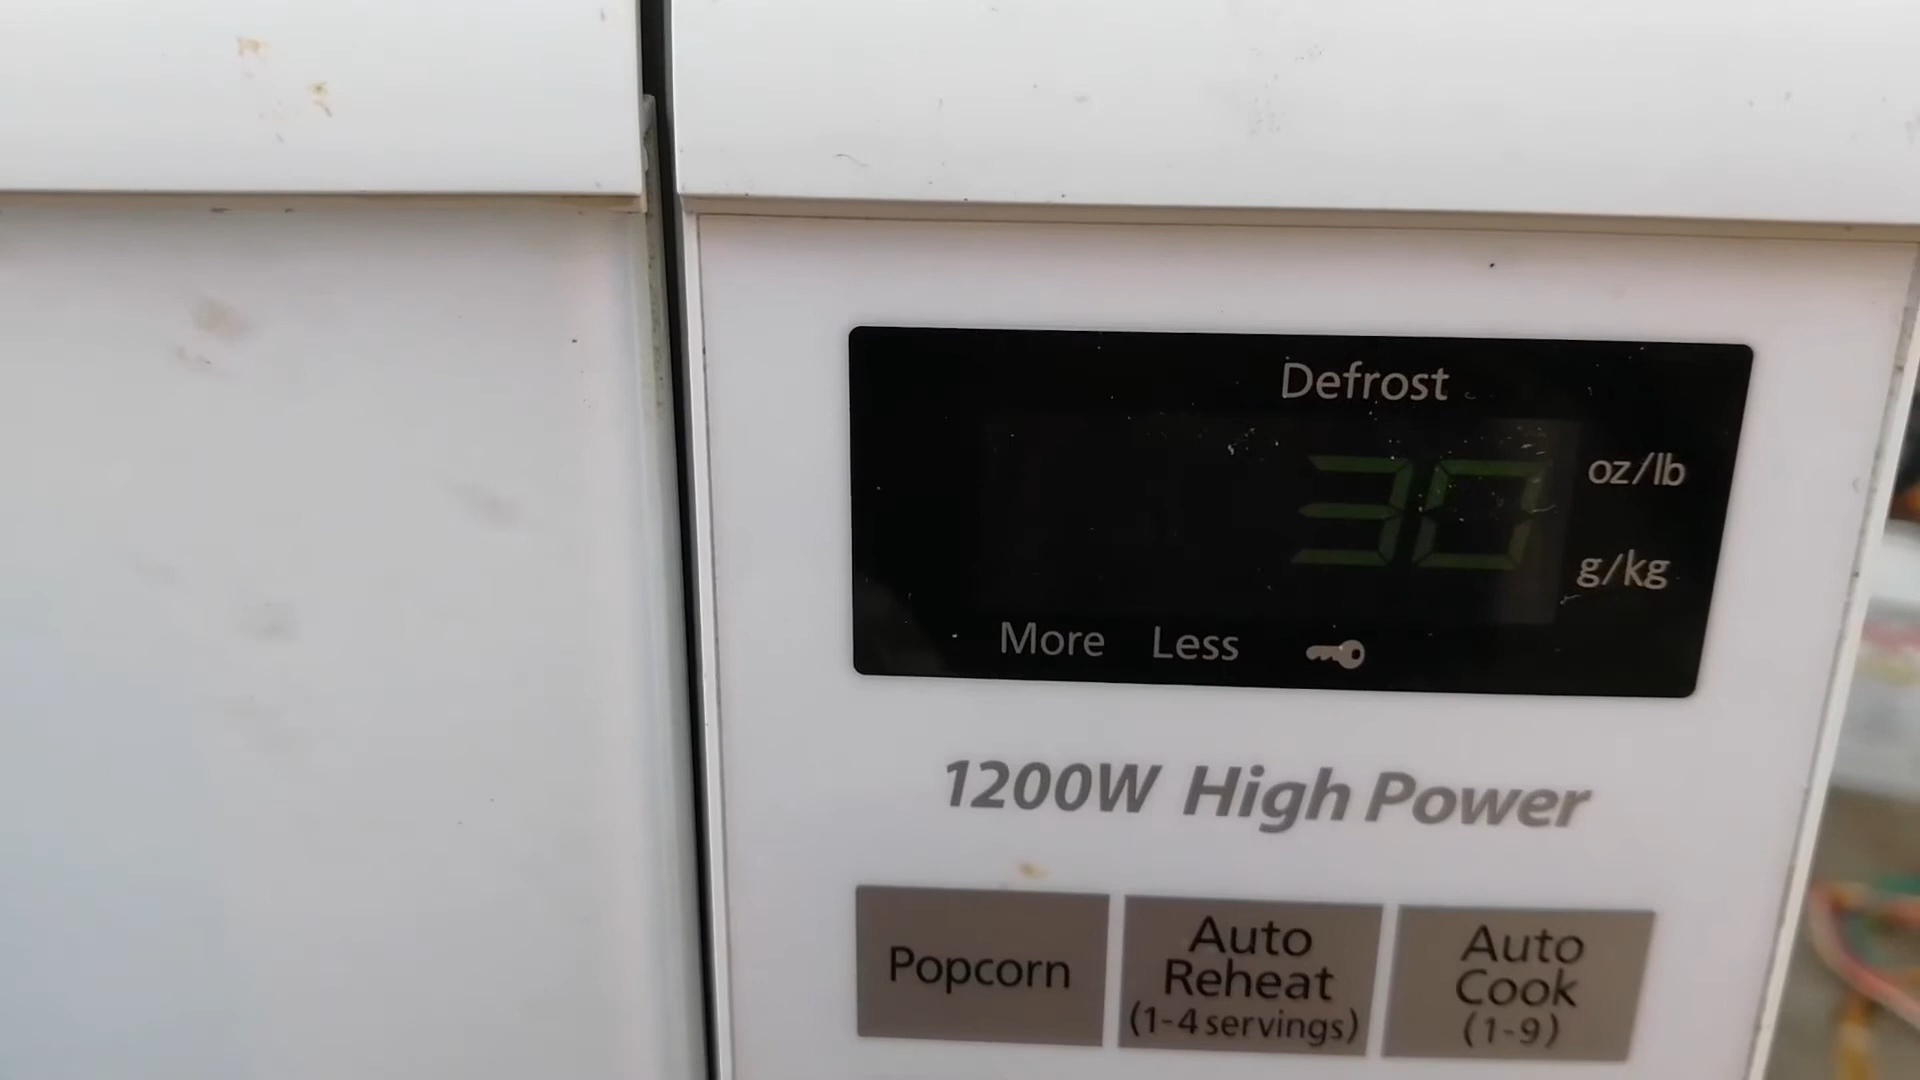 Defrost
30
oz/lb
g/kg
More Less
1200W High Power
Popcorn
Auto
Reheat
(1-4 servings)
Auto
Cook
(1-9)